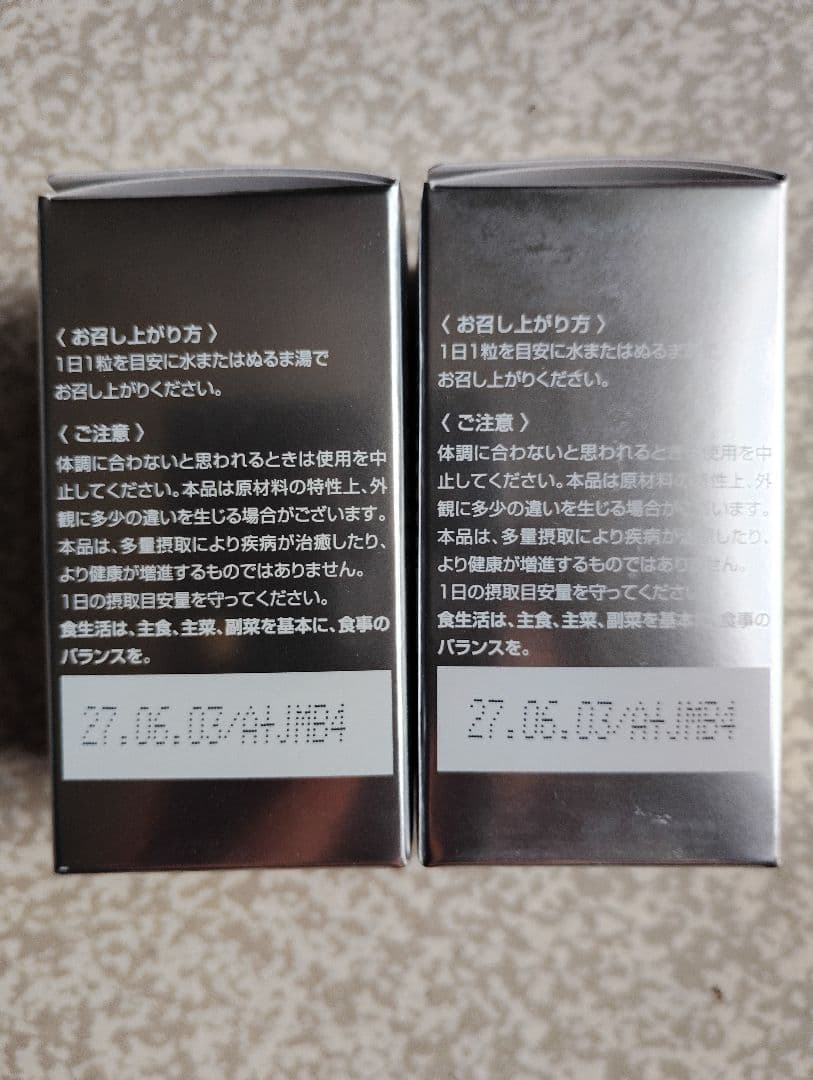 〈 お召し上がり方 〉
1日1粒を目安に水またはぬるま湯で
お召し上がりください。
〈 ご注意 〉
体調に合わないと思われるときは使用を中
止してください。本品は原材料の特性上、外
観に多少の違いを生じる場合がございます。
本品は、多量摂取により疾病が治癒したり、
より健康が増進するものではありません。
1日の摂取目安量を守ってください。
食生活は、主食、主菜、副菜を基本に、食事の
バランスを。
27.06.03/A+JMB4
〈 お召し上がり方 〉
1日1粒を目安に水またはぬるま
お召し上がりください。
〈 ご注意 〉
体調に合わないと思われると は使用を中
止してください。本品は原材料の特性上、外
観に多少の違いを生じる場合 います。
本品は、多量摂取により疾病が したり、
より健康が増進するものではあり せん。
1日の摂取目安量を守ってくださ
食生活は、主食、主菜、副菜を基本 、食事の
バランスを。
27.06.03/A+JMB4